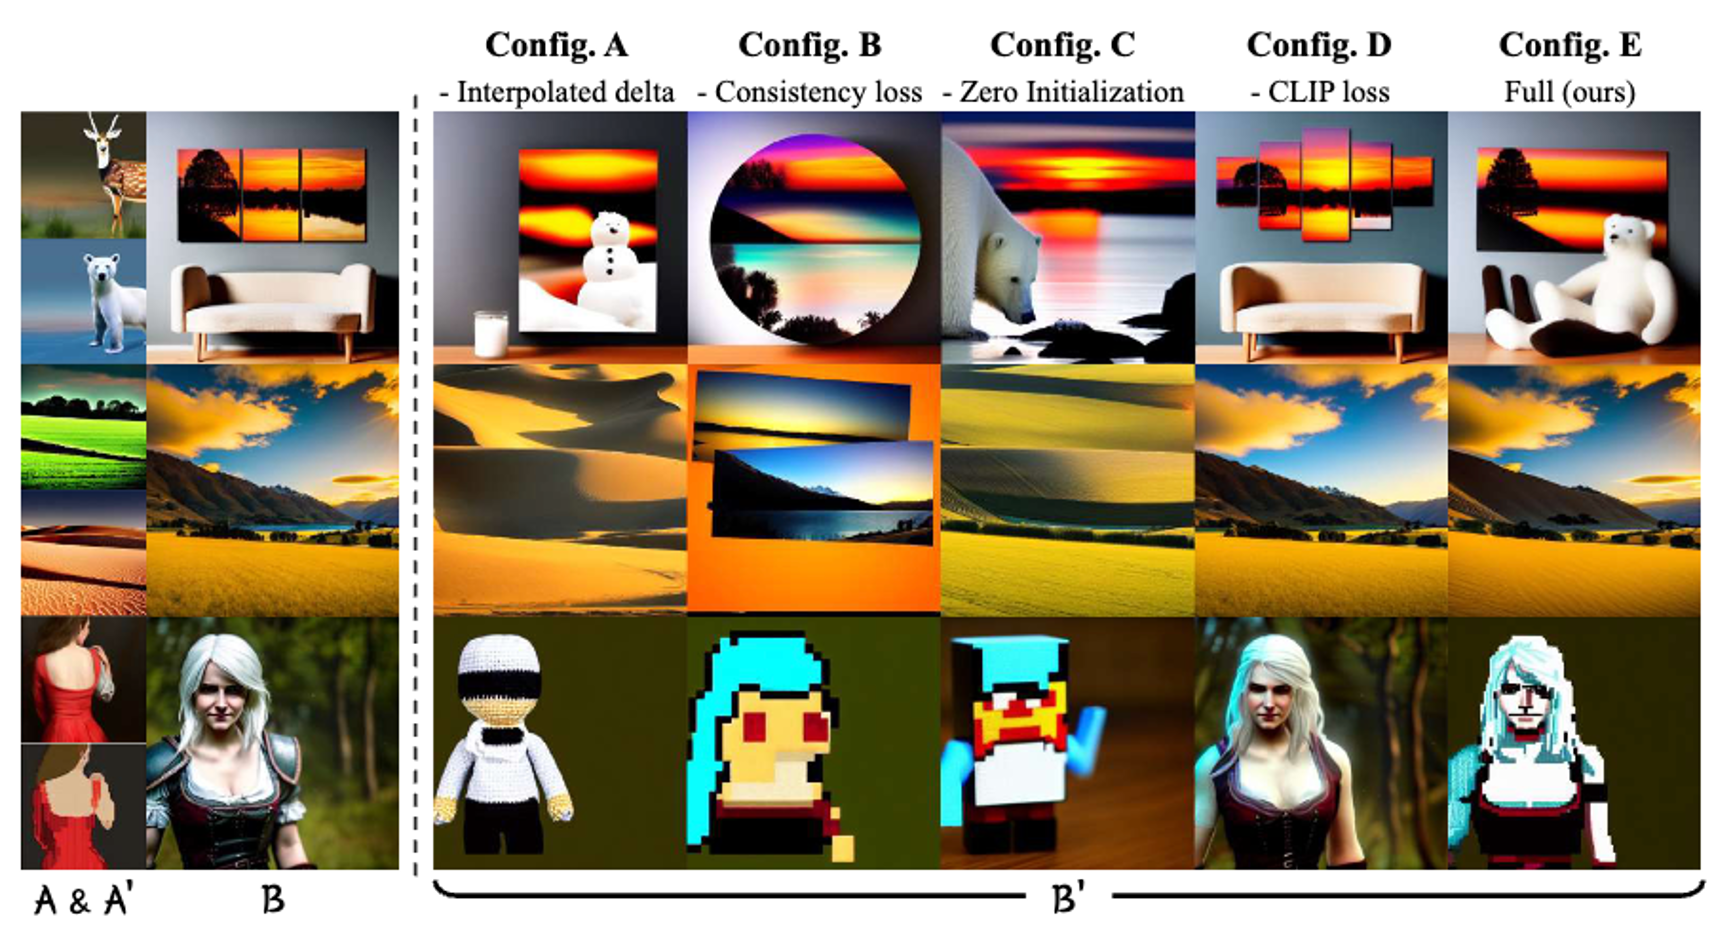 Config. A Config. B Config. C Config. D Config. E
- Interpolated delta - Consistency loss - Zero Initialization - CLIP loss Full (ours)
A & A' B B'